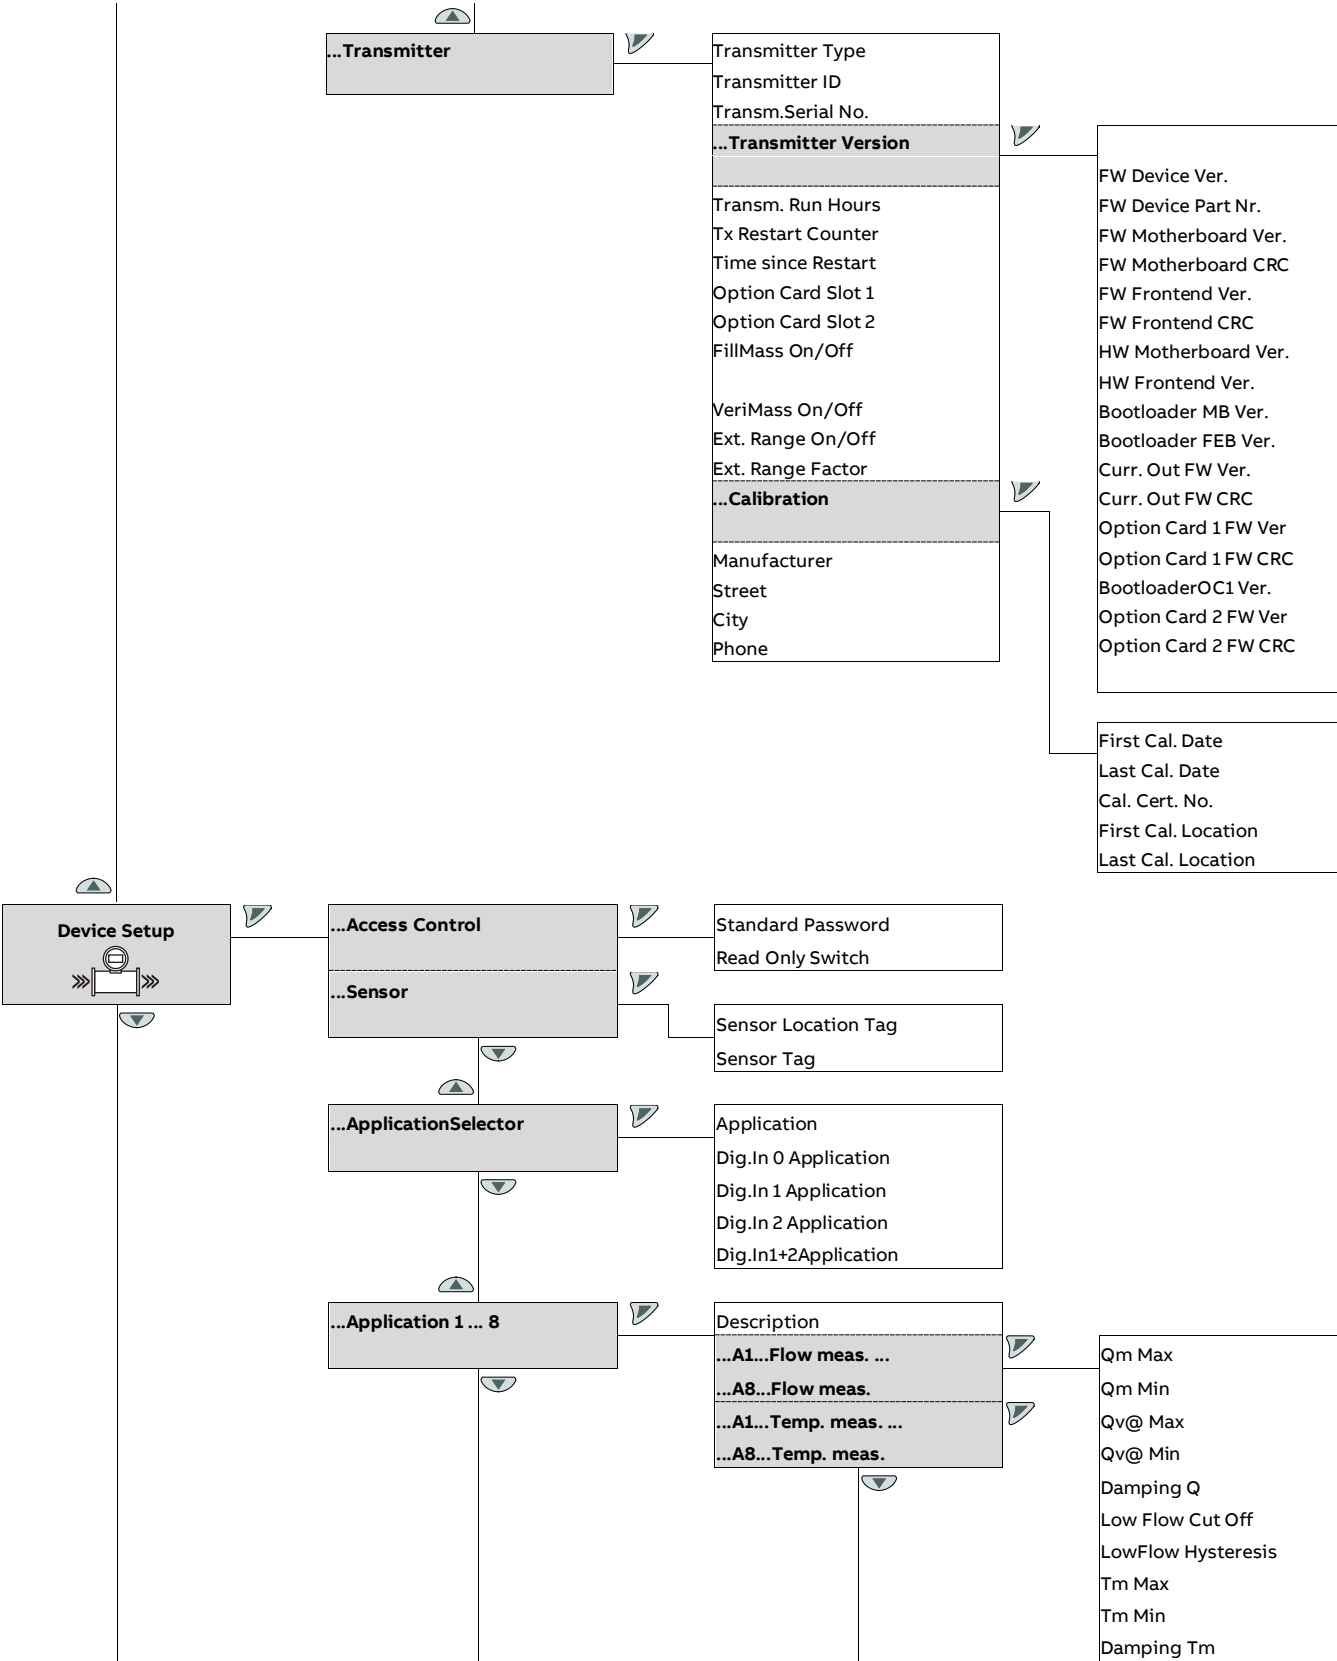 ...Transmitter
Transmitter Type
Transmitter ID
Transm.Serial No.
...Transmitter Version
Transm. Run Hours
Tx Restart Counter
Time since Restart
Option Card Slot 1
Option Card Slot 2
FillMass On/Off
VeriMass On/Off
Ext. Range On/Off
Ext. Range Factor
...Calibration
Manufacturer
Street
City
Phone
FW Device Ver.
FW Device Part Nr.
FW Motherboard Ver.
FW Motherboard CRC
FW Frontend Ver.
FW Frontend CRC
HW Motherboard Ver.
HW Frontend Ver.
Bootloader MB Ver.
Bootloader FEB Ver.
Curr. Out FW Ver.
Curr. Out FW CRC
Option Card 1 FW Ver
Option Card 1 FW CRC
BootloaderOC1 Ver.
Option Card 2 FW Ver
Option Card 2 FW CRC
First Cal. Date
Last Cal. Date
Cal. Cert. No.
First Cal. Location
Last Cal. Location
Device Setup
...Access Control
Standard Password
Read Only Switch
...Sensor
Sensor Location Tag
Sensor Tag
...ApplicationSelector
Application
Dig.In 0 Application
Dig.In 1 Application
Dig.In 2 Application
Dig.In1+2Application
...Application 1 ... 8
Description
...A1...Flow meas. ...
...A8...Flow meas.
...A1...Temp. meas. ...
...A8...Temp. meas.
Qm Max
Qm Min
Qv@ Max
Qv@ Min
Damping Q
Low Flow Cut Off
LowFlow Hysteresis
Tm Max
Tm Min
Damping Tm